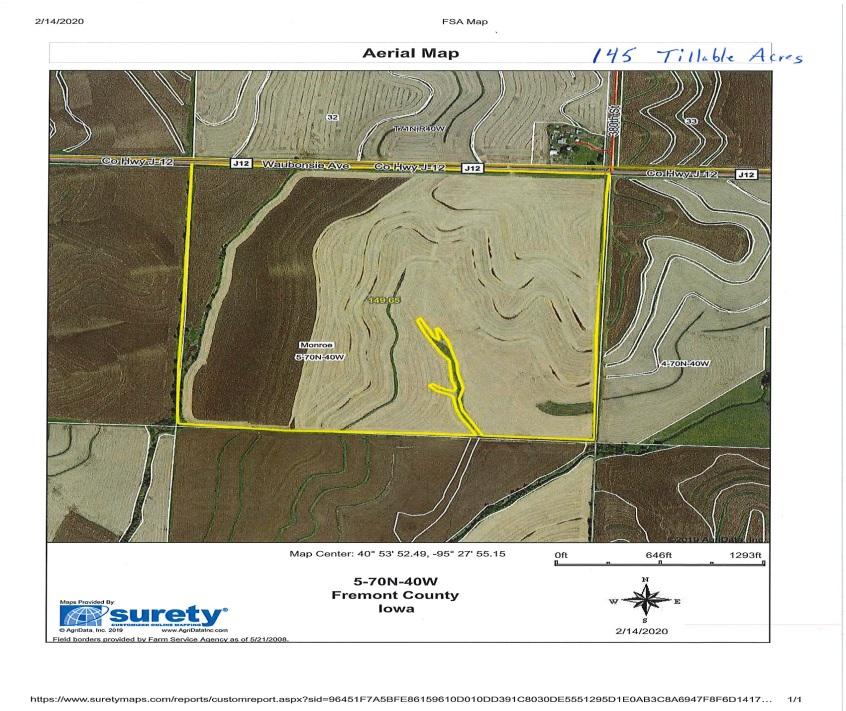 2/14/2020 FSA Map
Aerial Map 145 Tillable Acres
32
T71N R40W
380th St
33
Co Hwy J-12 J12 Waubonsie Ave Co Hwy J-12 J12 Co Hwy J-12 J12
149.65
Monroe
5-70N-40W
4-70N-40W
©2019 AgriData, Inc.
Map Center: 40° 53' 52.49, -95° 27' 55.15
0ft 646ft 1293ft
5-70N-40W
Fremont County
Iowa
Maps Provided By
surety®
CUSTOMIZED ONLINE MAPPING
© AgriData, Inc. 2019 www.AgriDataInc.com
Field borders provided by Farm Service Agency as of 5/21/2008.
N
W E
S
2/14/2020
https://www.suretymaps.com/reports/customreport.aspx?sid=96451F7A5BFE86159610D010DD391C8030DE5551295D1E0AB3C8A6947F8F6D1417... 1/1